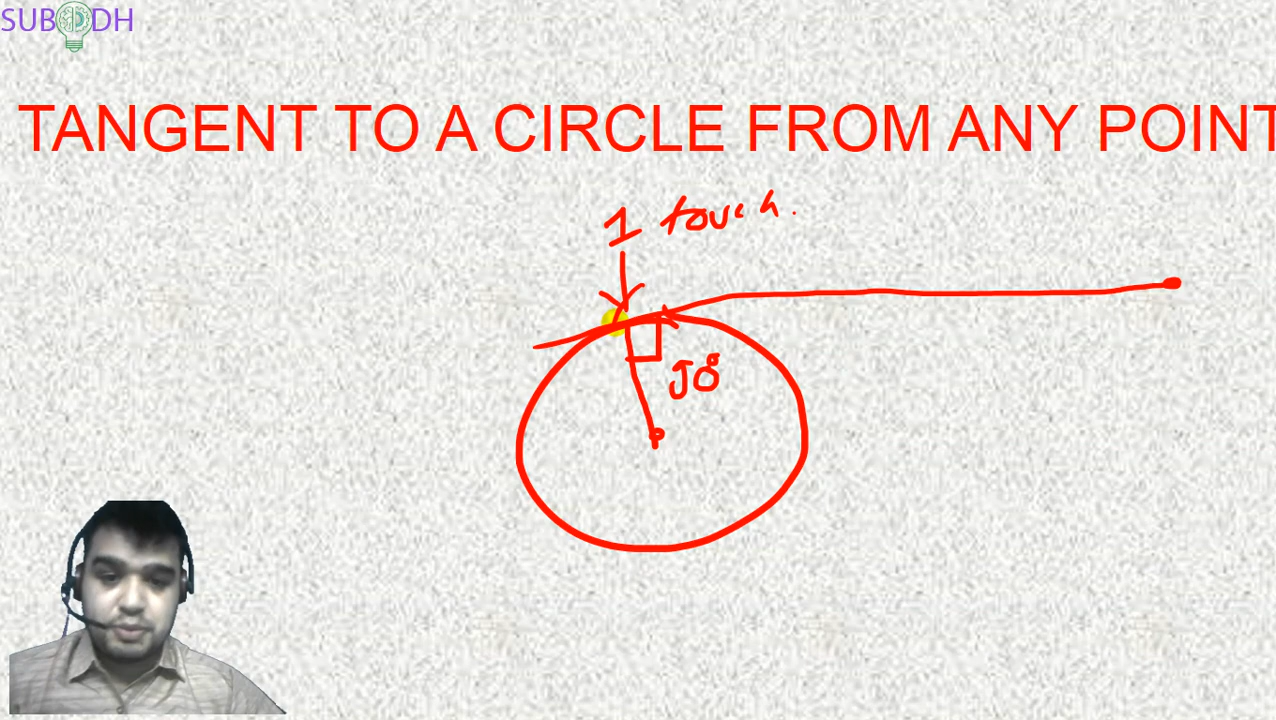 SUBODH
TANGENT TO A CIRCLE FROM ANY POINT
1 touch.
90°